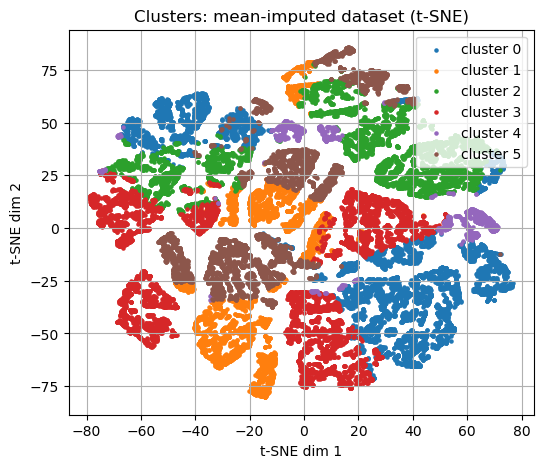 Clusters: mean-imputed dataset (t-SNE)
cluster 0
cluster 1
cluster 2
cluster 3
cluster 4
cluster 5
75
50
25
0
−25
−50
−75
t-SNE dim 2
−80 −60 −40 −20 0 20 40 60 80
t-SNE dim 1